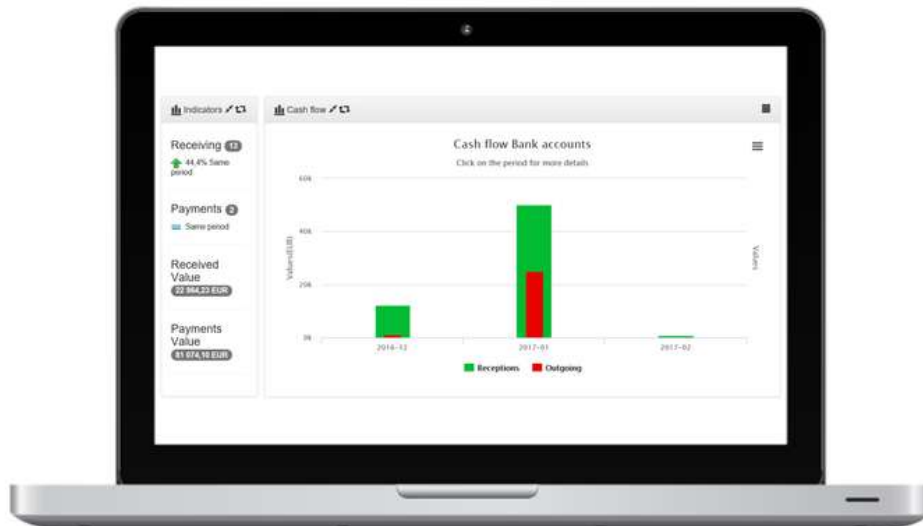 Indicators
Receiving 13
44,4% Same
period
Payments 2
Same period
Received
Value
22 964,23 EUR
Payments
Value
81 074,10 EUR
Cash flow
Cash flow Bank accounts
Click on the period for more details
60k
40k
20k
0k
Values(EUR)
Values
2016-12
2017-01
2017-02
Receptions
Outgoing